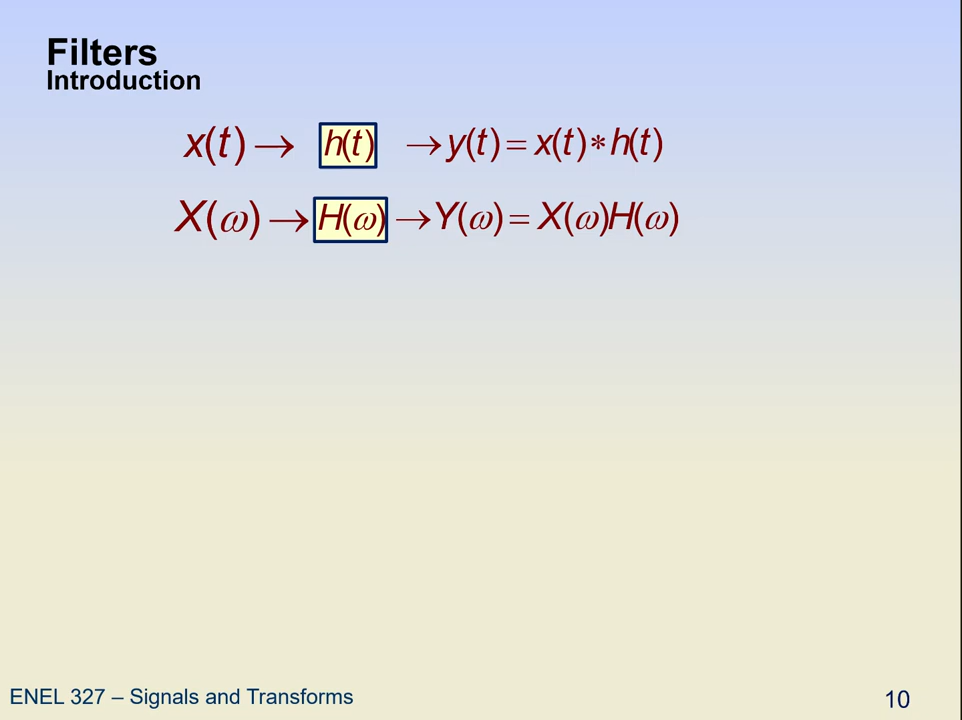 Filters
Introduction
x(t) → h(t) → y(t) = x(t) ∗ h(t)
X(ω) → H(ω) → Y(ω) = X(ω)H(ω)
ENEL 327 – Signals and Transforms
10